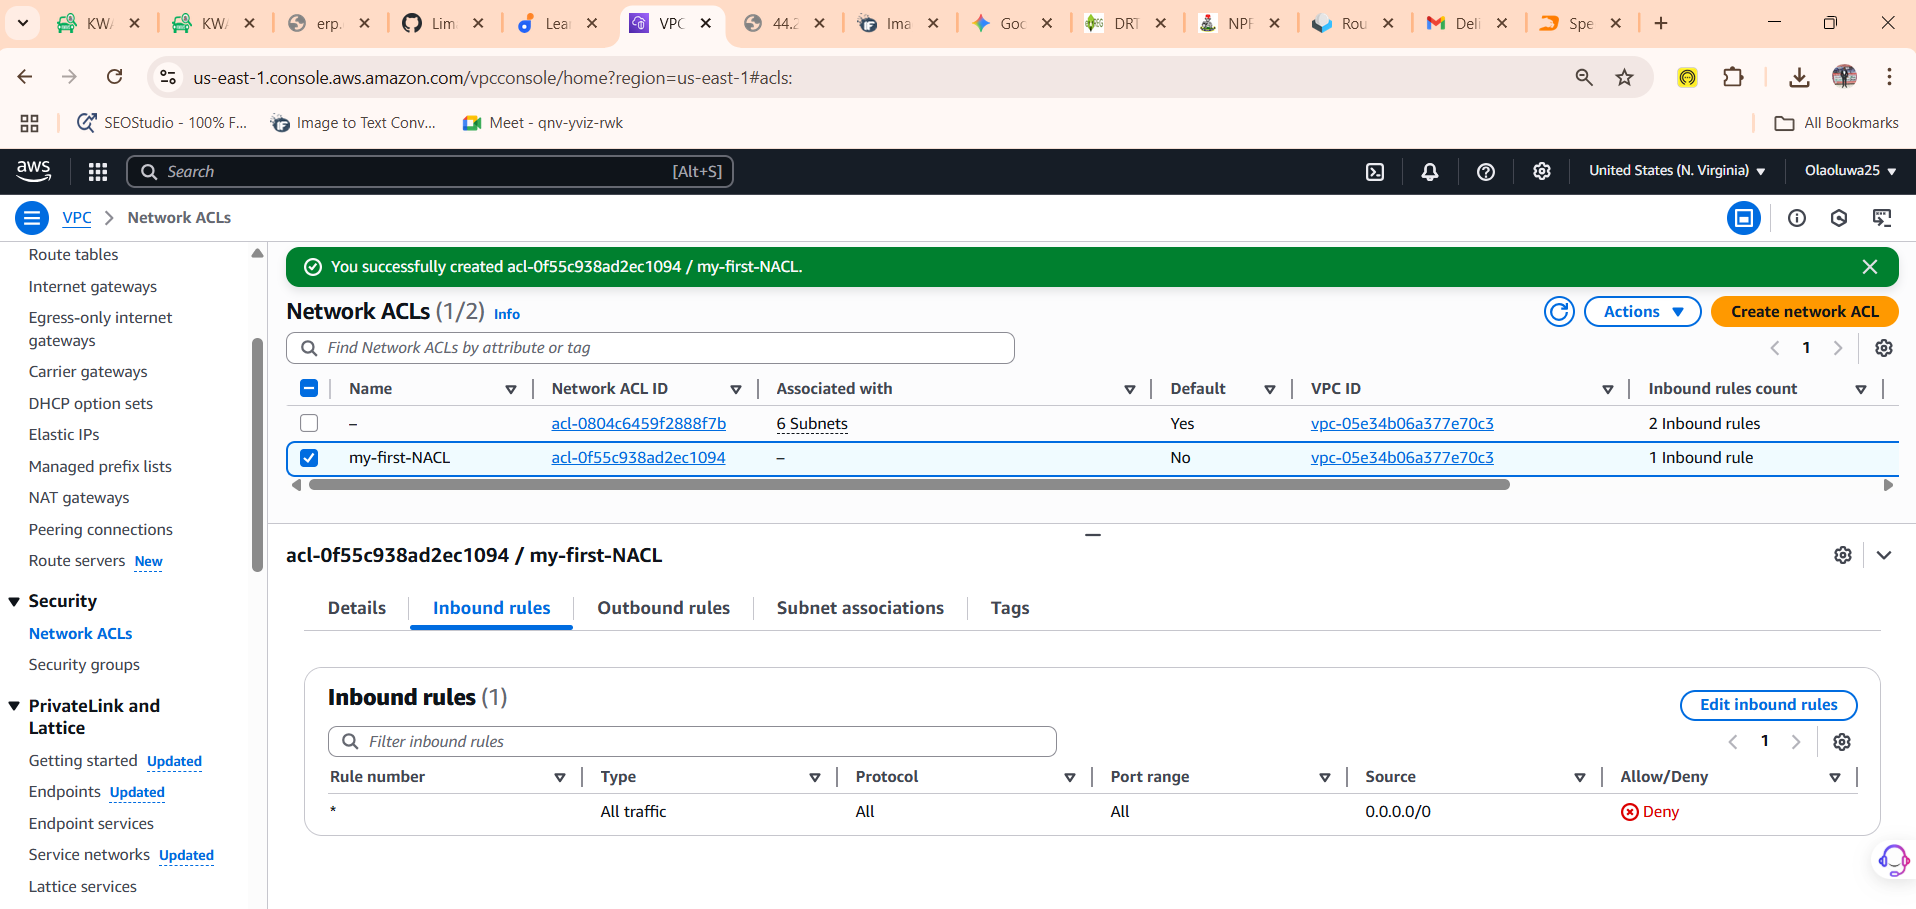 KW
KW
erp.
Lim
Lear
VPC
44.2
Ima
Goo
DRT
NPF
Rou
Deli
Spe
us-east-1.console.aws.amazon.com/vpcconsole/home?region=us-east-1#acls:
SEOStudio - 100% F...
Image to Text Conv...
Meet - qnv-yviz-rwk
All Bookmarks
aws
Search
[Alt+S]
United States (N. Virginia)
Olaoluwa25
VPC
Network ACLs
Route tables
Internet gateways
Egress-only internet
gateways
Carrier gateways
DHCP option sets
Elastic IPs
Managed prefix lists
NAT gateways
Peering connections
Route servers New
Security
Network ACLs
Security groups
PrivateLink and
Lattice
Getting started Updated
Endpoints Updated
Endpoint services
Service networks Updated
Lattice services
You successfully created acl-0f55c938ad2ec1094 / my-first-NACL.
Network ACLs (1/2) Info
Actions
Create network ACL
Find Network ACLs by attribute or tag
1
Name Network ACL ID Associated with Default VPC ID Inbound rules count
– acl-0804c6459f2888f7b 6 Subnets Yes vpc-05e34b06a377e70c3 2 Inbound rules
my-first-NACL acl-0f55c938ad2ec1094 – No vpc-05e34b06a377e70c3 1 Inbound rule
acl-0f55c938ad2ec1094 / my-first-NACL
Details Inbound rules Outbound rules Subnet associations Tags
Inbound rules (1)
Edit inbound rules
Filter inbound rules
1
Rule number Type Protocol Port range Source Allow/Deny
* All traffic All All 0.0.0.0/0 Deny